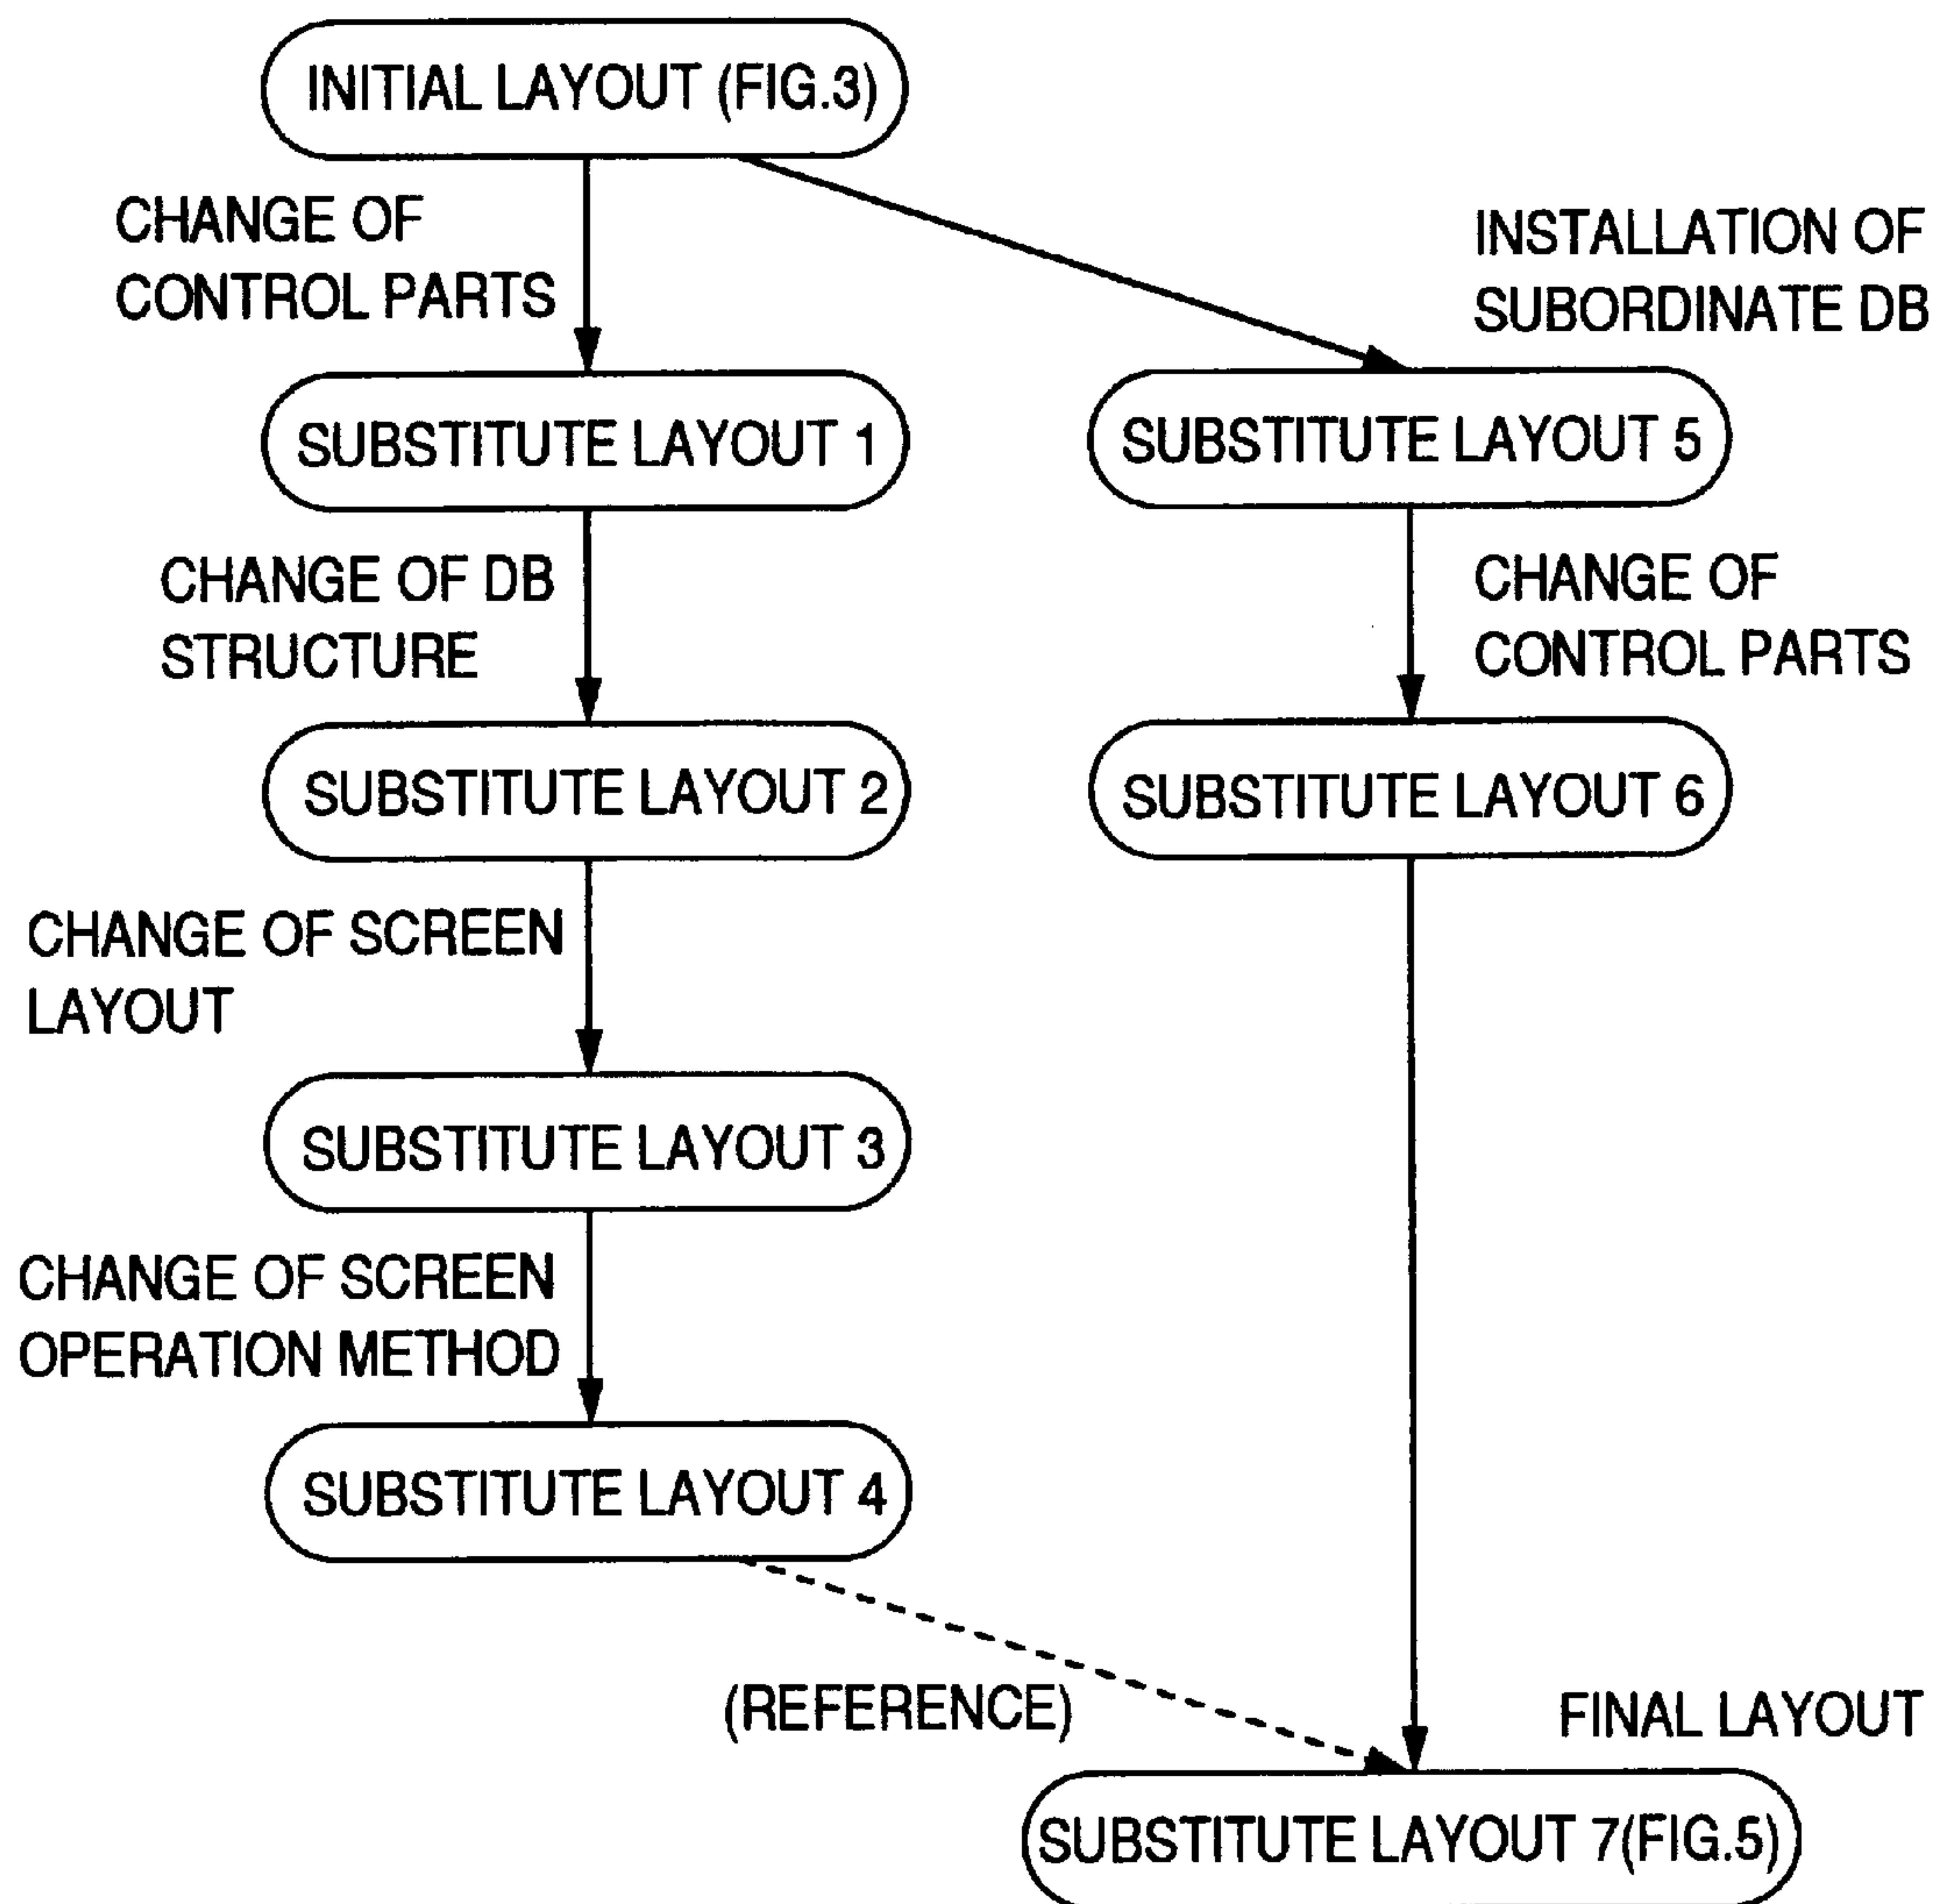 INITIAL LAYOUT (FIG.3)
CHANGE OF
CONTROL PARTS
INSTALLATION OF
SUBORDINATE DB
SUBSTITUTE LAYOUT 1
SUBSTITUTE LAYOUT 5
CHANGE OF DB
STRUCTURE
CHANGE OF
CONTROL PARTS
SUBSTITUTE LAYOUT 2
SUBSTITUTE LAYOUT 6
CHANGE OF SCREEN
LAYOUT
SUBSTITUTE LAYOUT 3
CHANGE OF SCREEN
OPERATION METHOD
SUBSTITUTE LAYOUT 4
(REFERENCE)
FINAL LAYOUT
SUBSTITUTE LAYOUT 7(FIG.5)